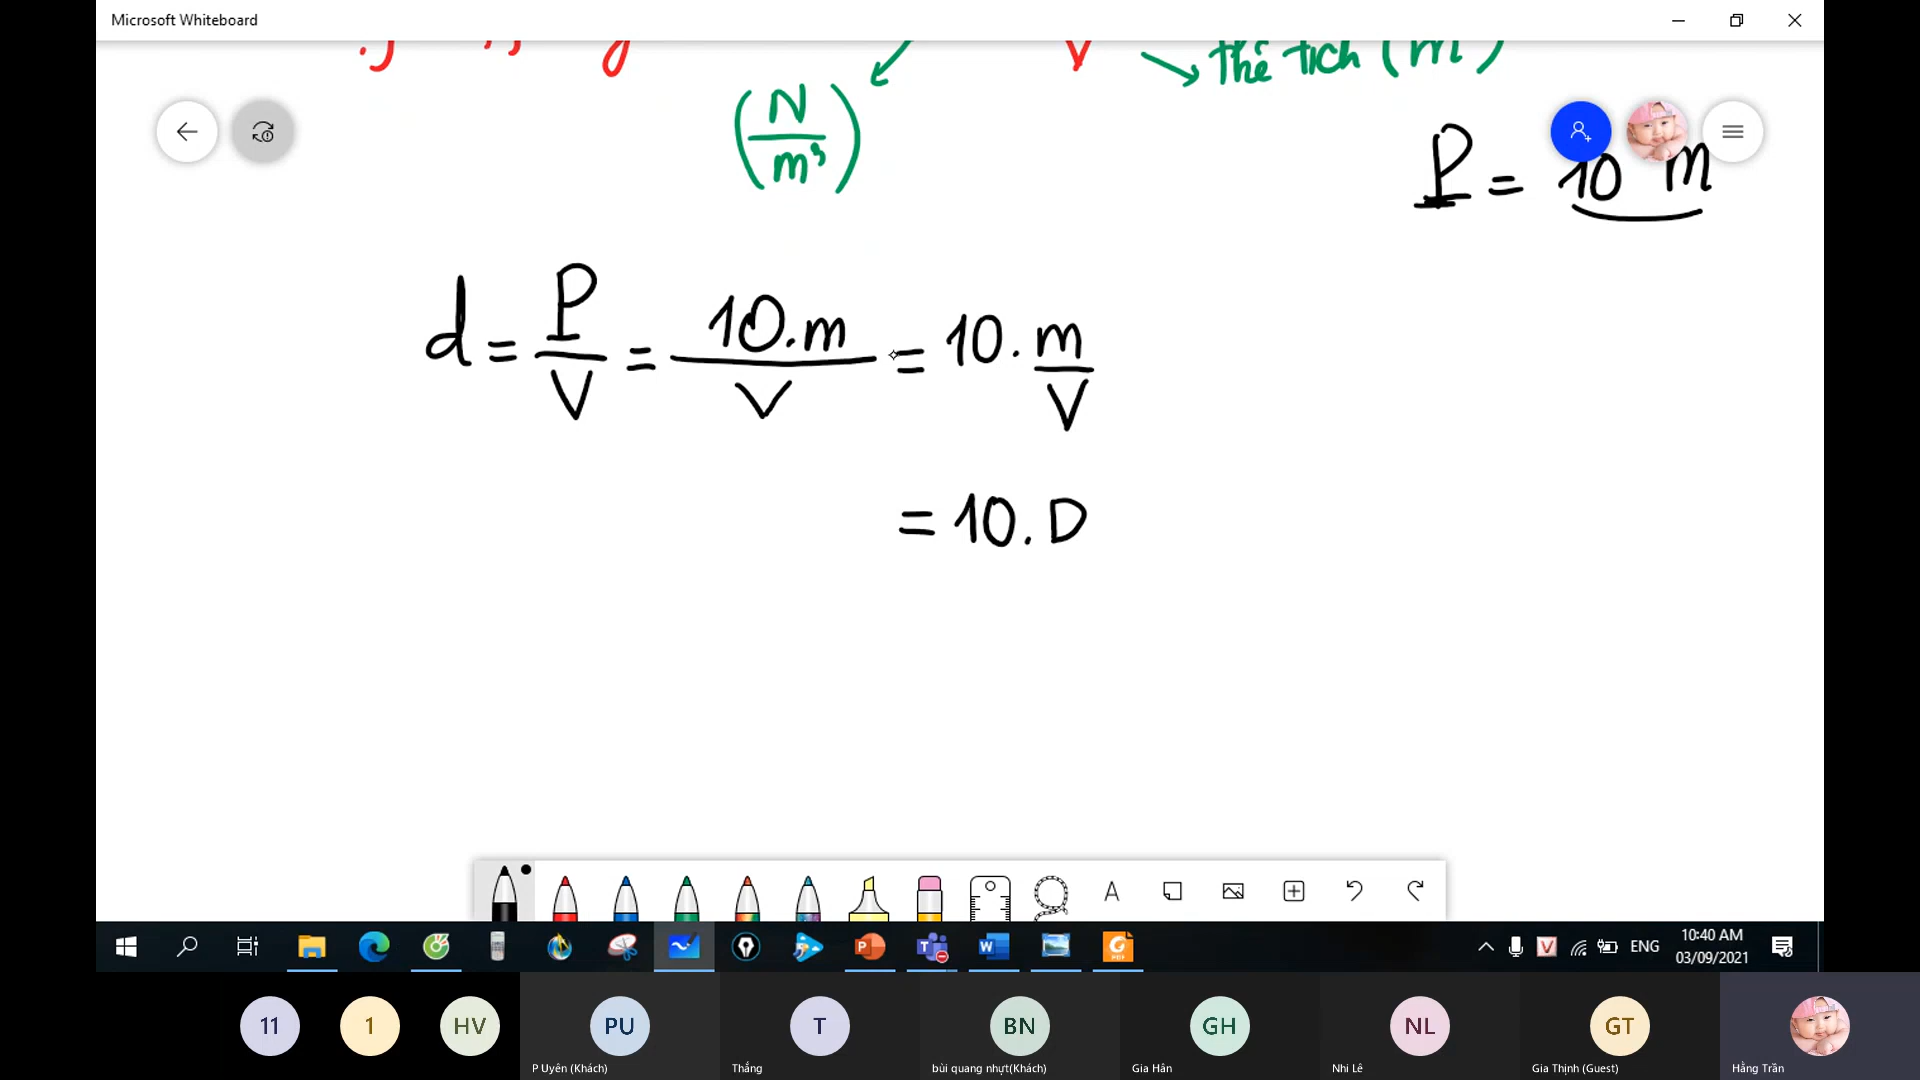 Microsoft Whiteboard
thể tích (m
V
(N/m³)
P = 10 m
d = P/V = 10.m/V = 10. m/V
= 10. D
A
ENG
10:40 AM
03/09/2021
11
1
HV
PU
P Uyên (Khách)
T
Thắng
BN
bùi quang nhựt(Khách)
GH
Gia Hân
NL
Nhi Lê
GT
Gia Thịnh (Guest)
Hằng Trần